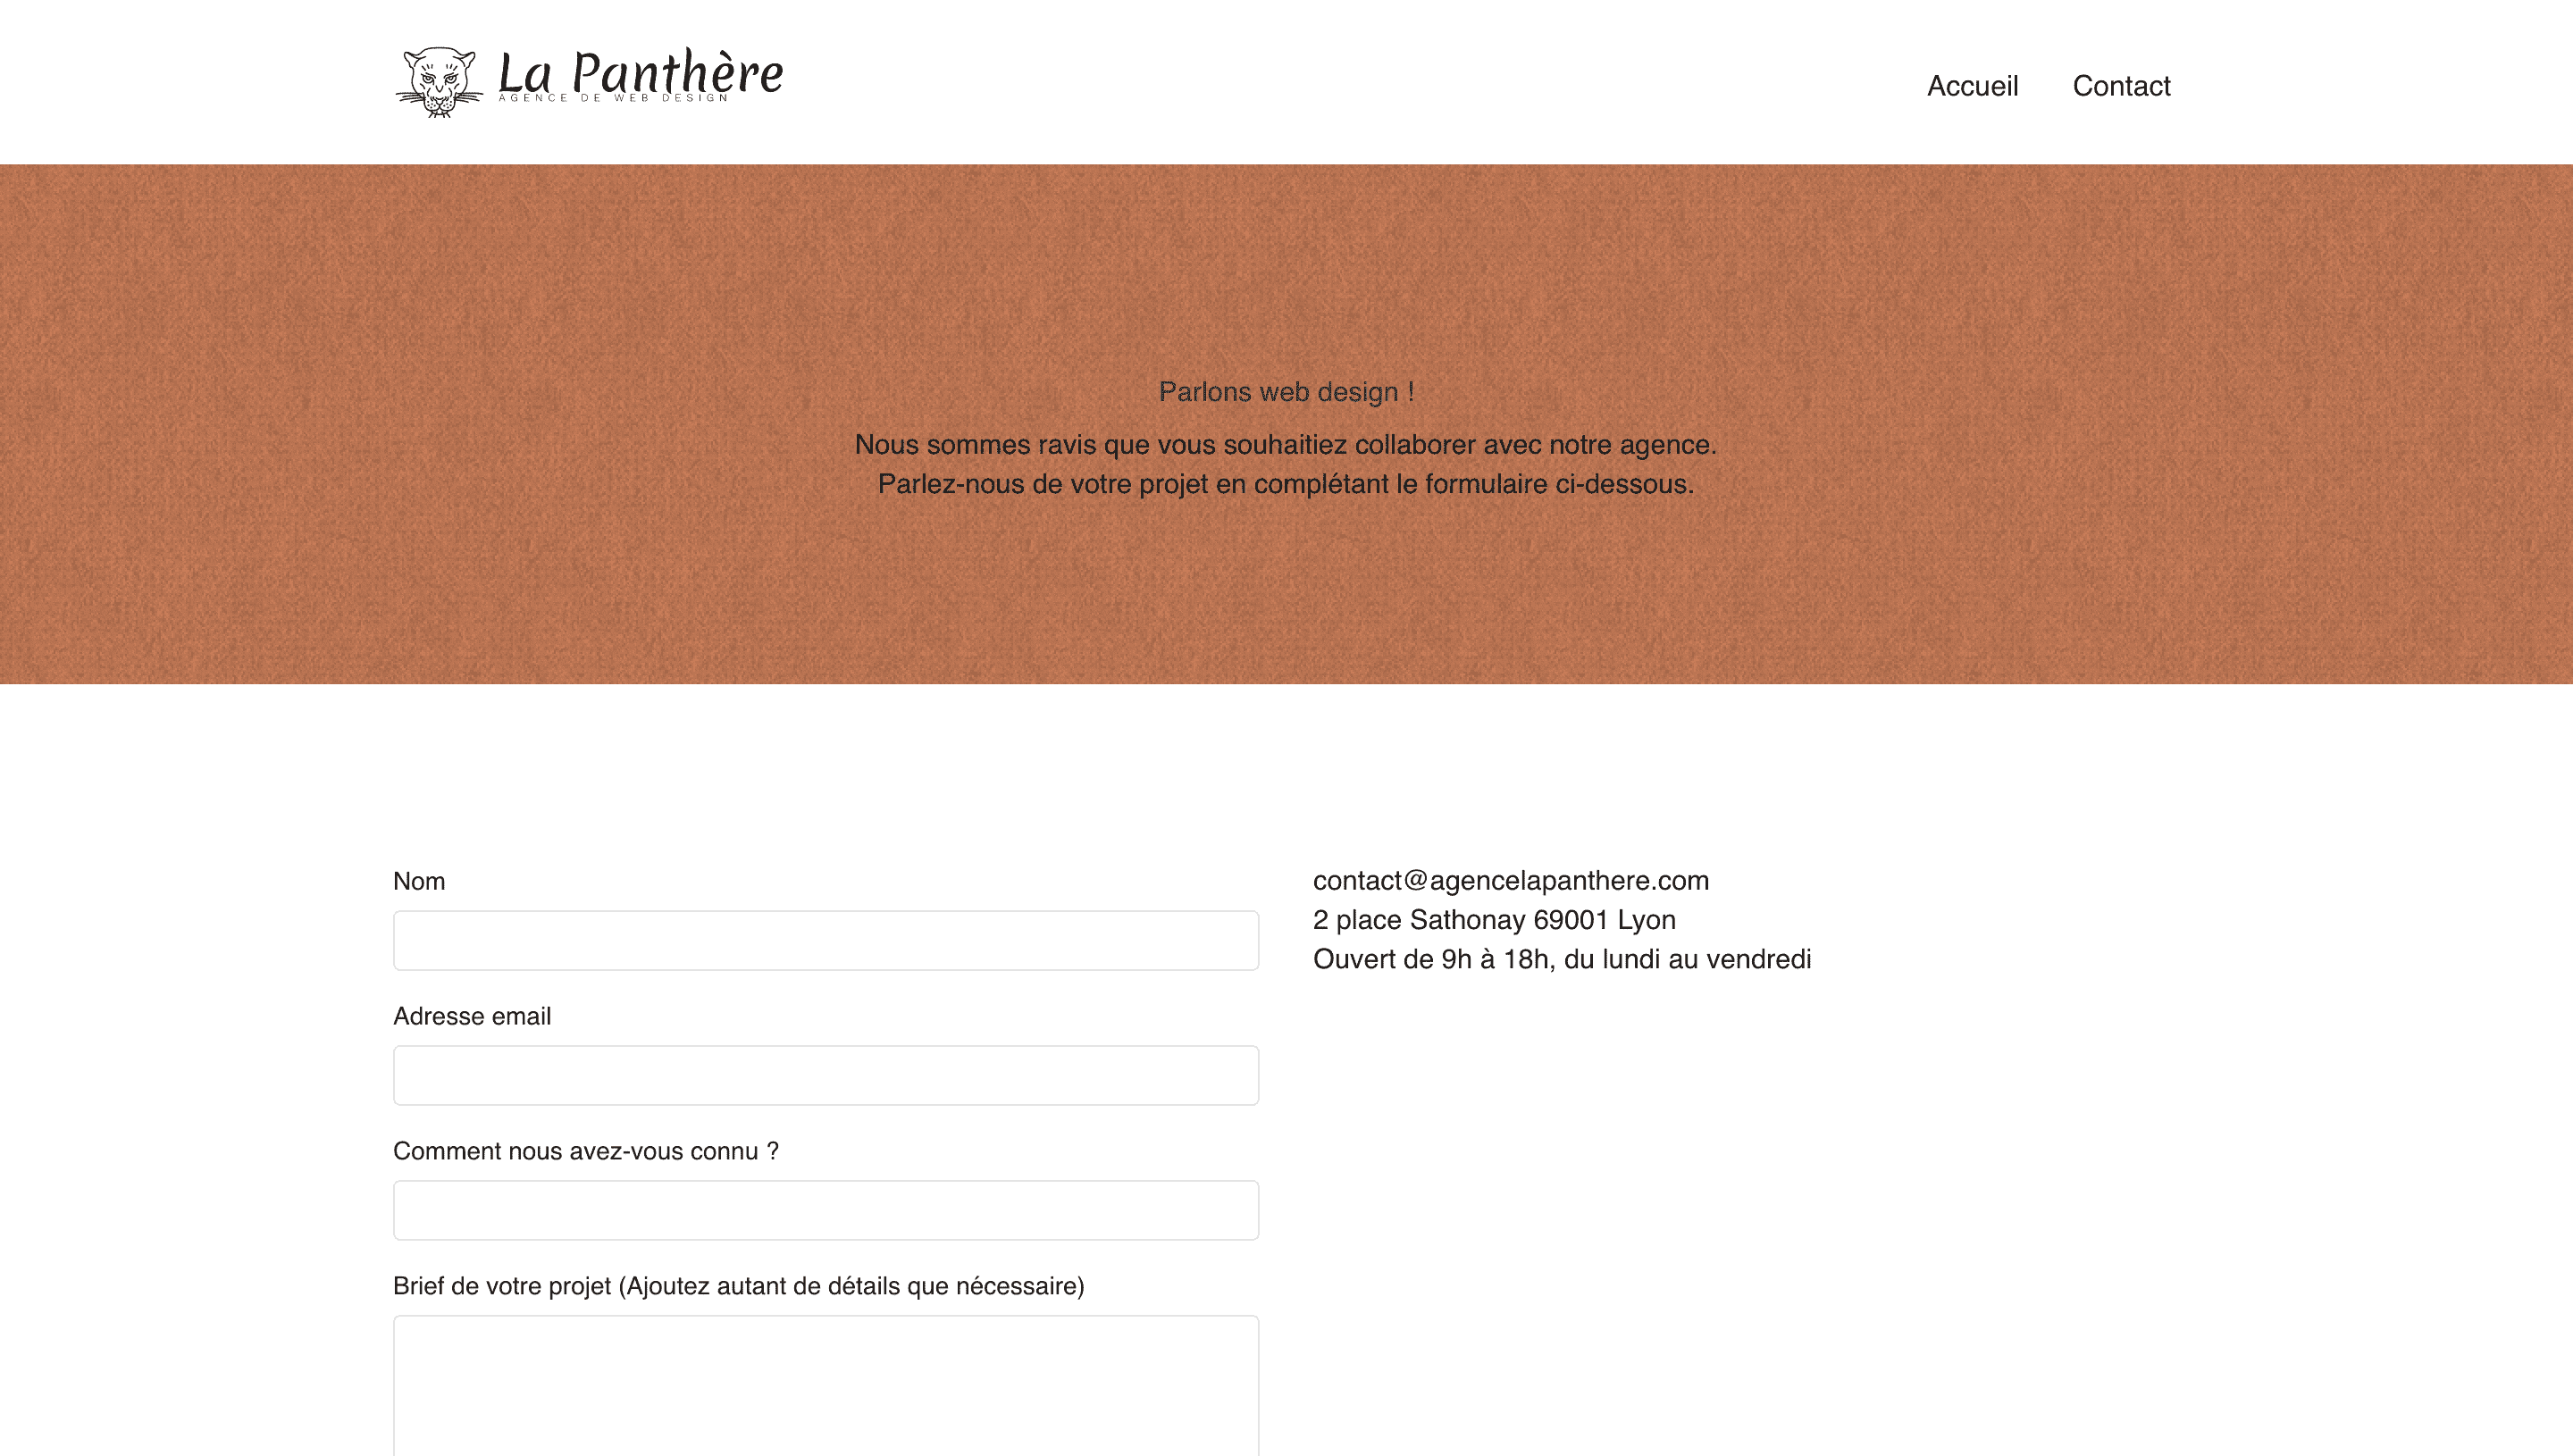 La Panthère
AGENCE DE WEB DESIGN
Accueil
Contact
Parlons web design !
Nous sommes ravis que vous souhaitiez collaborer avec notre agence.
Parlez-nous de votre projet en complétant le formulaire ci-dessous.
Nom
Adresse email
Comment nous avez-vous connu ?
Brief de votre projet (Ajoutez autant de détails que nécessaire)
contact@agencelapanthere.com
2 place Sathonay 69001 Lyon
Ouvert de 9h à 18h, du lundi au vendredi